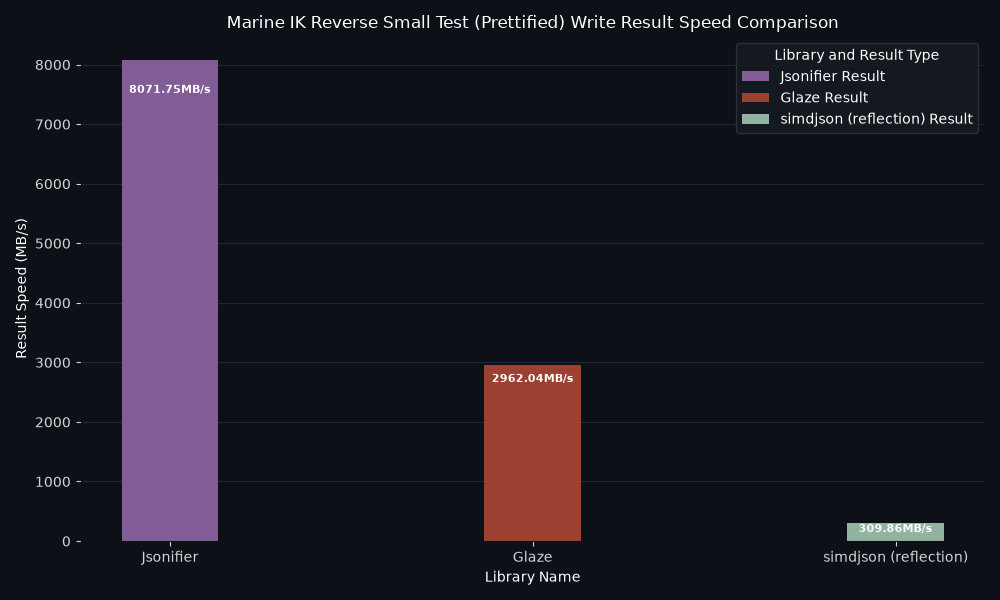 Marine IK Reverse Small Test (Prettified) Write Result Speed Comparison
Library and Result Type
Jsonifier Result
Glaze Result
simdjson (reflection) Result
Result Speed (MB/s)
8000
7000
6000
5000
4000
3000
2000
1000
0
8071.75MB/s
2962.04MB/s
309.86MB/s
Jsonifier
Glaze
simdjson (reflection)
Library Name